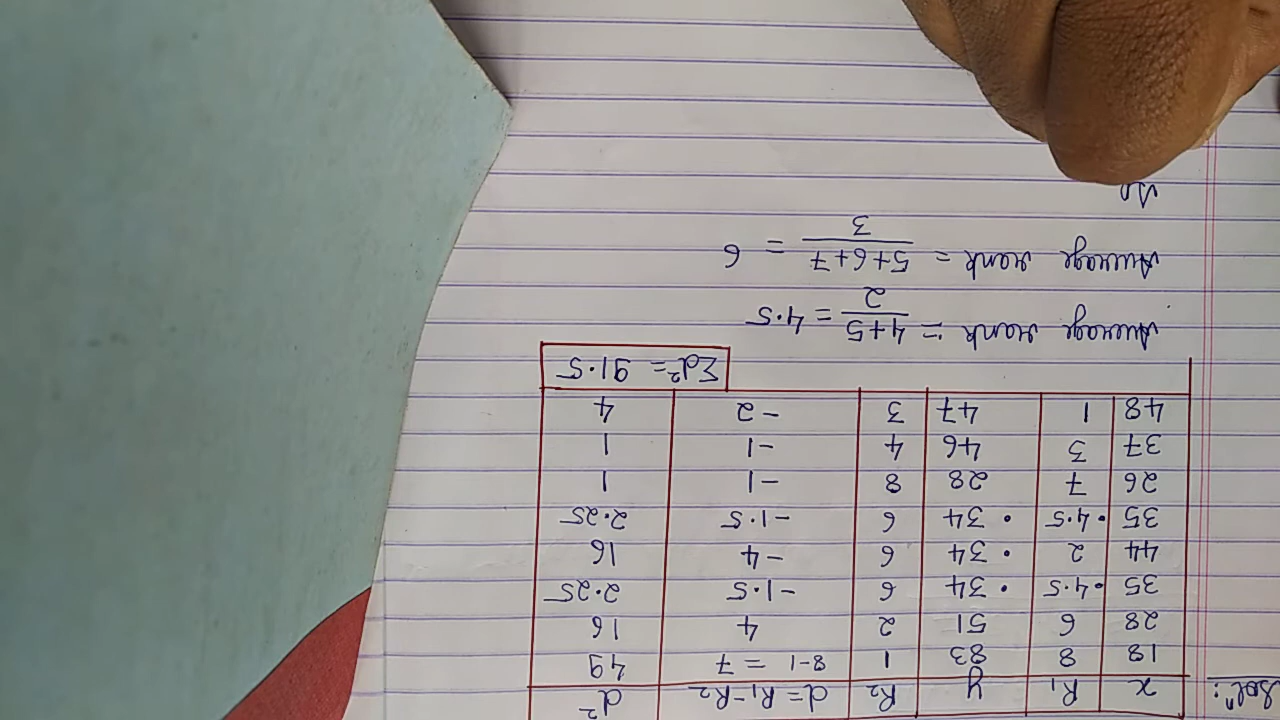 Solⁿ:
x R₁ y R₂ d=R₁-R₂ d²
18 8 83 1 8-1 = 7 49
28 6 51 2 4 16
35 •4.5 • 34 6 -1.5 2.25
44 2 • 34 6 -4 16
35 •4.5 • 34 6 -1.5 2.25
26 7 28 8 -1 1
37 3 46 4 -1 1
48 1 47 3 -2 4
Σd² = 91.5
Average rank = 4+5/2 = 4.5
Average rank = 5+6+7/3 = 6
So